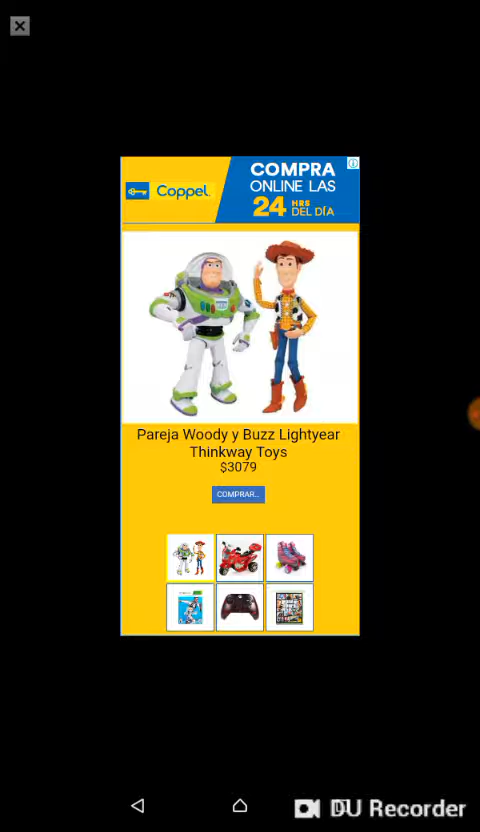 Coppel
COMPRA
ONLINE LAS
24 HRS DEL DÍA
Pareja Woody y Buzz Lightyear
Thinkway Toys
$3079
COMPRAR...
DU Recorder